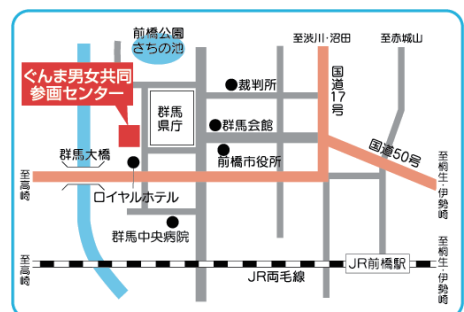 前橋公園
さちの池
至渋川・沼田
至赤城山
ぐんま男女共同
参画センター
裁判所
国道17号
群馬
県庁
群馬会館
群馬大橋
前橋市役所
国道50号
至桐生・伊勢崎
至高崎
ロイヤルホテル
群馬中央病院
至高崎
JR両毛線
JR前橋駅
至桐生・伊勢崎